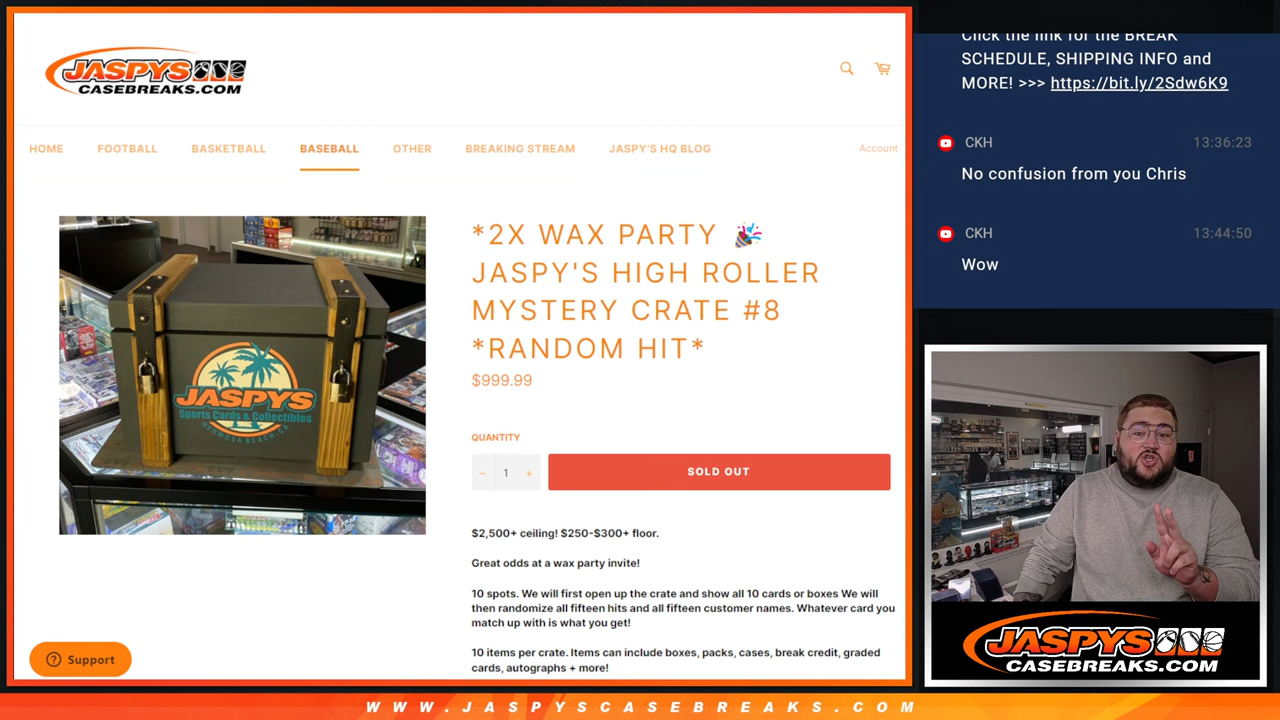 JASPYS
CASEBREAKS.COM
HOME
FOOTBALL
BASKETBALL
BASEBALL
OTHER
BREAKING STREAM
JASPY'S HQ BLOG
Account
JASPYS
Sports Cards & Collectibles
HERMOSA BEACH, CA
*2X WAX PARTY 🎉
JASPY'S HIGH ROLLER
MYSTERY CRATE #8
*RANDOM HIT*
$999.99
QUANTITY
− 1 +
SOLD OUT
$2,500+ ceiling! $250-$300+ floor.
Great odds at a wax party invite!
10 spots. We will first open up the crate and show all 10 cards or boxes We will
then randomize all fifteen hits and all fifteen customer names. Whatever card you
match up with is what you get!
10 items per crate. Items can include boxes, packs, cases, break credit, graded
cards, autographs + more!
Support
Click the link for the BREAK
SCHEDULE, SHIPPING INFO and
MORE! >>> https://bit.ly/2Sdw6K9
CKH 13:36:23
No confusion from you Chris
CKH 13:44:50
Wow
JASPYS
CASEBREAKS.COM
WWW.JASPYSCASEBREAKS.COM